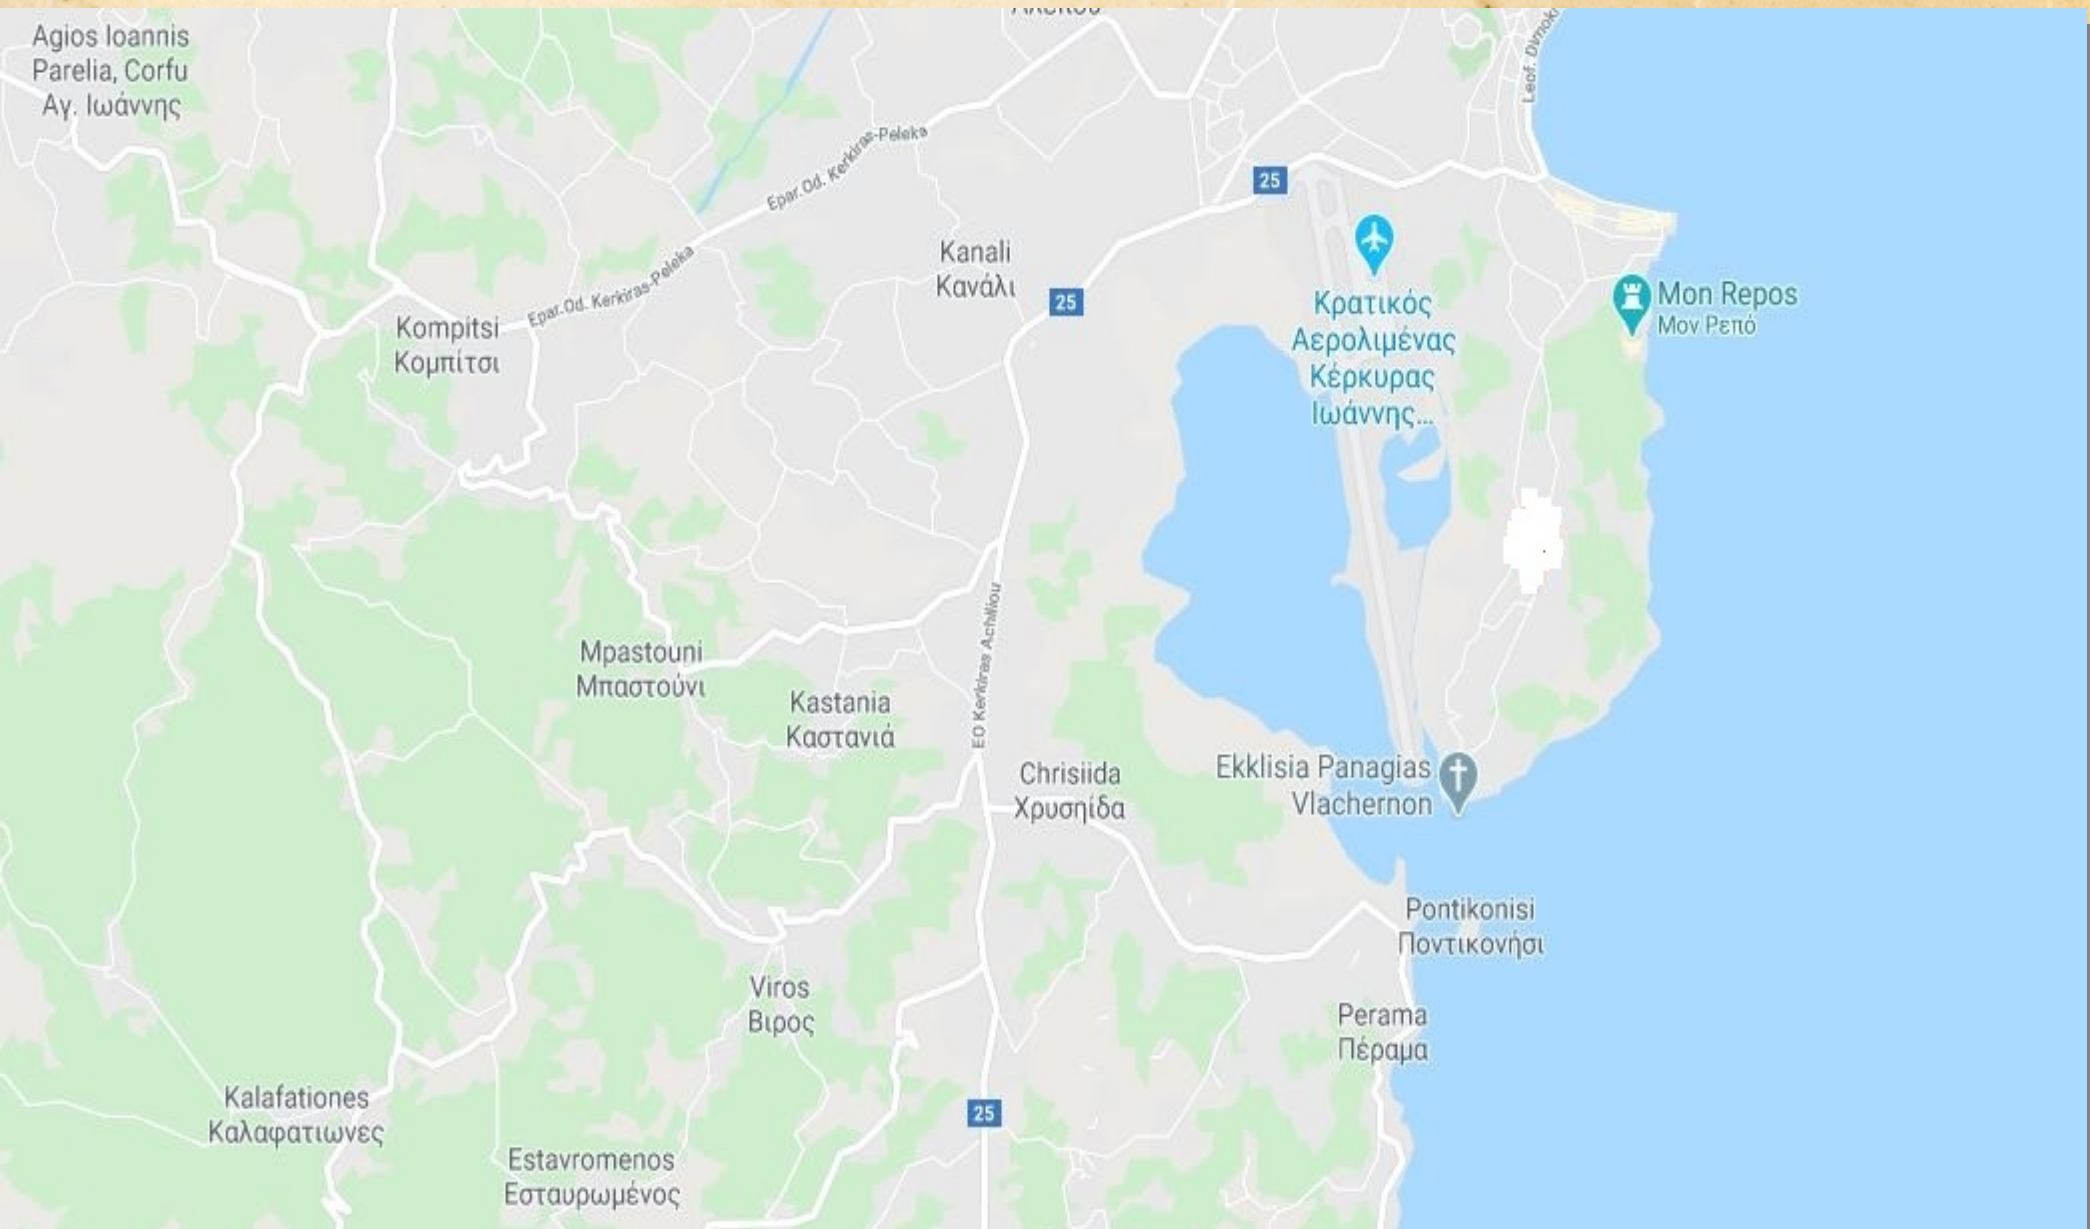 Agios Ioannis
Parelia, Corfu
Αγ. Ιωάννης
Epar.Od. Kerkiras-Peleka
25
Kanali
Κανάλι
25
Κρατικός
Αερολιμένας
Κέρκυρας
Ιωάννης...
Mon Repos
Μον Ρεπό
Epar.Od. Kerkiras-Peleka
Kompitsi
Κομπίτσι
EO Kerkiras Achiliou
Mpastouni
Μπαστούνι
Kastania
Καστανιά
Chrisiida
Χρυσηίδα
Ekklisia Panagias
Vlachernon
Pontikonisi
Ποντικονήσι
Viros
Βιρος
Perama
Πέραμα
Kalafationes
Καλαφατιωνες
25
Estavromenos
Εσταυρωμένος